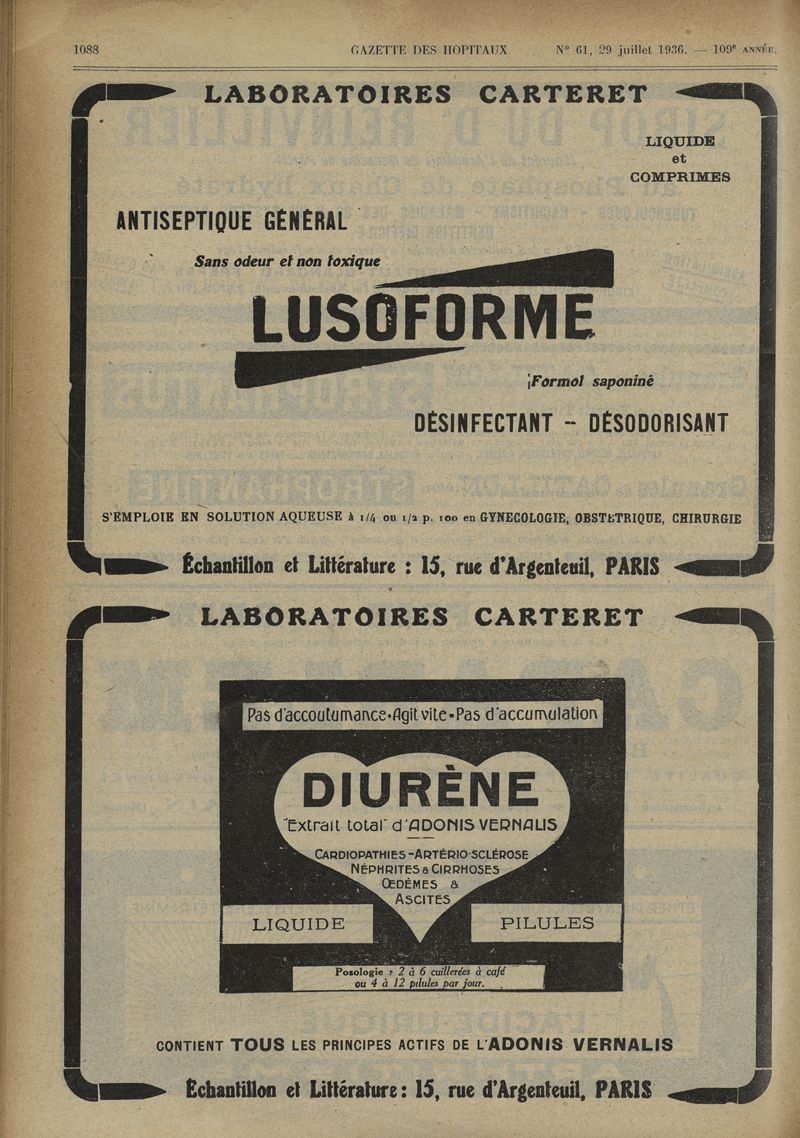 1088 GAZETTE DES HOPITAUX N° 61, 29 juillet 1936. — 109e ANNÉE.
LABORATOIRES CARTERET
LIQUIDE
et
COMPRIMES
ANTISEPTIQUE GÉNÉRAL
Sans odeur et non toxique
LUSOFORME
Formol saponiné
DÉSINFECTANT - DÉSODORISANT
S'EMPLOIE EN SOLUTION AQUEUSE à 1/4 ou 1/2 p. 100 en GYNECOLOGIE, OBSTÉTRIQUE, CHIRURGIE
Échantillon et Littérature : 15, rue d'Argenteuil, PARIS
LABORATOIRES CARTERET
Pas d'accoutumance•Agit vite-Pas d'accumulation
DIURÈNE
"Extrait total" d'ADONIS VERNALIS
CARDIOPATHIES-ARTÉRIO-SCLÉROSE
NÉPHRITES & CIRRHOSES
ŒDÉMES &
ASCITES
LIQUIDE PILULES
Posologie : 2 à 6 cuillerées à café
ou 4 à 12 pilules par jour.
CONTIENT TOUS LES PRINCIPES ACTIFS DE L'ADONIS VERNALIS
Échantillon et Littérature : 15, rue d'Argenteuil, PARIS